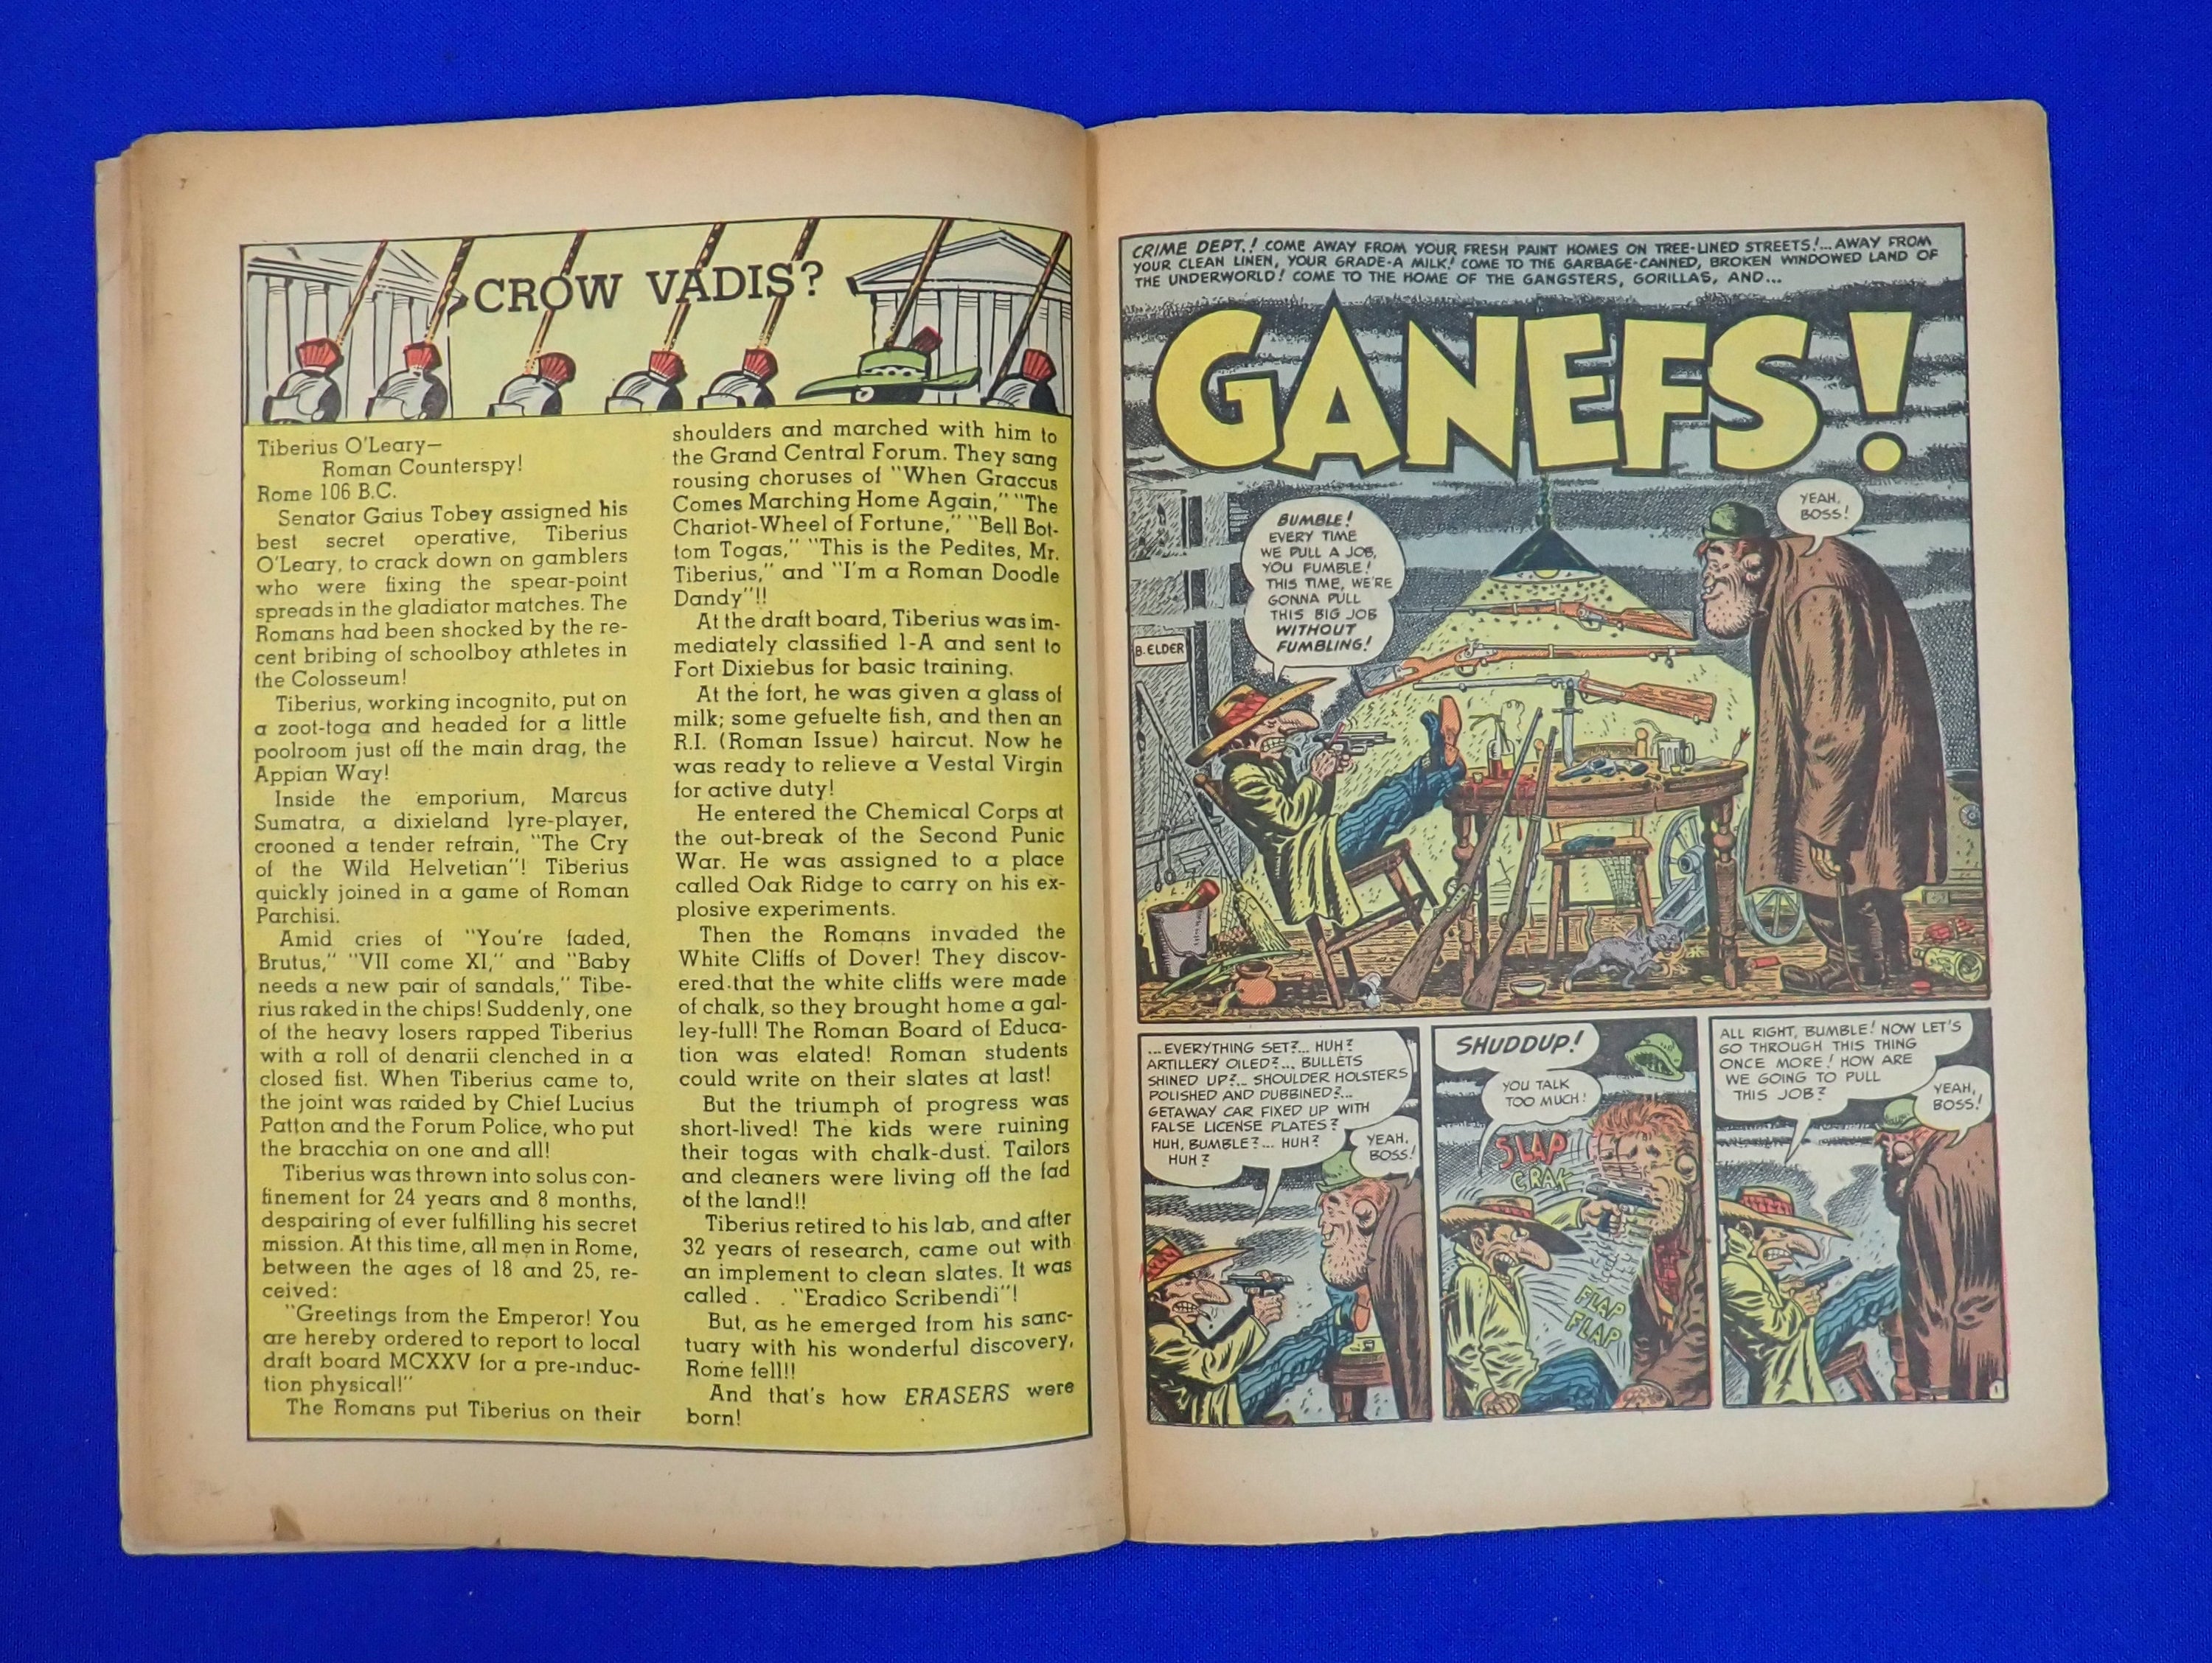 CROW VADIS?
Tiberius O'Leary—
Roman Counterspy!
Rome 106 B.C.
Senator Gaius Tobey assigned his
best secret operative, Tiberius
O'Leary, to crack down on gamblers
who were fixing the spear-point
spreads in the gladiator matches. The
Romans had been shocked by the re-
cent bribing of schoolboy athletes in
the Colosseum!
Tiberius, working incognito, put on
a zoot-toga and headed for a little
poolroom just off the main drag, the
Appian Way!
Inside the emporium, Marcus
Sumatra, a dixieland lyre-player,
crooned a tender refrain, "The Cry
of the Wild Helvetian"! Tiberius
quickly joined in a game of Roman
Parchisi.
Amid cries of "You're faded,
Brutus," "VII come XI," and "Baby
needs a new pair of sandals," Tibe-
rius raked in the chips! Suddenly, one
of the heavy losers rapped Tiberius
with a roll of denarii clenched in a
closed fist. When Tiberius came to,
the joint was raided by Chief Lucius
Patton and the Forum Police, who put
the bracchia on one and all!
Tiberius was thrown into solus con-
finement for 24 years and 8 months,
despairing of ever fulfilling his secret
mission. At this time, all men in Rome,
between the ages of 18 and 25, re-
ceived:
"Greetings from the Emperor! You
are hereby ordered to report to local
draft board MCXXV for a pre-induc-
tion physical!"
The Romans put Tiberius on their
shoulders and marched with him to
the Grand Central Forum. They sang
rousing choruses of "When Graccus
Comes Marching Home Again," "The
Chariot-Wheel of Fortune," "Bell Bot-
tom Togas," "This is the Pedites, Mr.
Tiberius," and "I'm a Roman Doodle
Dandy"!!
At the draft board, Tiberius was im-
mediately classified 1-A and sent to
Fort Dixiebus for basic training.
At the fort, he was given a glass of
milk; some gefuelte fish, and then an
R.I. (Roman Issue) haircut. Now he
was ready to relieve a Vestal Virgin
for active duty!
He entered the Chemical Corps at
the out-break of the Second Punic
War. He was assigned to a place
called Oak Ridge to carry on his ex-
plosive experiments.
Then the Romans invaded the
White Cliffs of Dover! They discov-
ered that the white cliffs were made
of chalk, so they brought home a gal-
ley-full! The Roman Board of Educa-
tion was elated! Roman students
could write on their slates at last!
But the triumph of progress was
short-lived! The kids were ruining
their togas with chalk-dust. Tailors
and cleaners were living off the fad
of the land!!
Tiberius retired to his lab, and after
32 years of research, came out with
an implement to clean slates. It was
called . . "Eradico Scribendi"!
But, as he emerged from his sanc-
tuary with his wonderful discovery,
Rome fell!!
And that's how ERASERS were
born!
CRIME DEPT.! COME AWAY FROM YOUR FRESH PAINT HOMES ON TREE-LINED STREETS!... AWAY FROM
YOUR CLEAN LINEN, YOUR GRADE-A MILK! COME TO THE GARBAGE-CANNED, BROKEN WINDOWED LAND OF
THE UNDERWORLD! COME TO THE HOME OF THE GANGSTERS, GORILLAS, AND...
GANEFS!
BUMBLE!
EVERY TIME
WE PULL A JOB,
YOU FUMBLE!
THIS TIME, WE'RE
GONNA PULL
THIS BIG JOB
WITHOUT
FUMBLING!
YEAH,
BOSS!
B. ELDER
...EVERYTHING SET?... HUH?
ARTILLERY OILED?... BULLETS
SHINED UP?... SHOULDER HOLSTERS
POLISHED AND DUBBINED?...
GETAWAY CAR FIXED UP WITH
FALSE LICENSE PLATES?
HUH, BUMBLE?... HUH?
HUH?
YEAH,
BOSS!
SHUDDUP!
YOU TALK
TOO MUCH!
SLAP
CRAK
FLAP
FLAP
ALL RIGHT, BUMBLE! NOW LET'S
GO THROUGH THIS THING
ONCE MORE! HOW ARE
WE GOING TO PULL
THIS JOB?
YEAH,
BOSS!
1